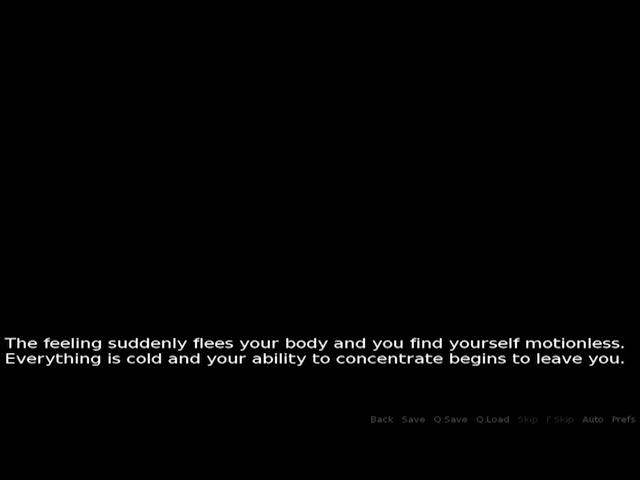 The feeling suddenly flees your body and you find yourself motionless.
Everything is cold and your ability to concentrate begins to leave you.
Back Save Q.Save Q.Load Skip F.Skip Auto Prefs